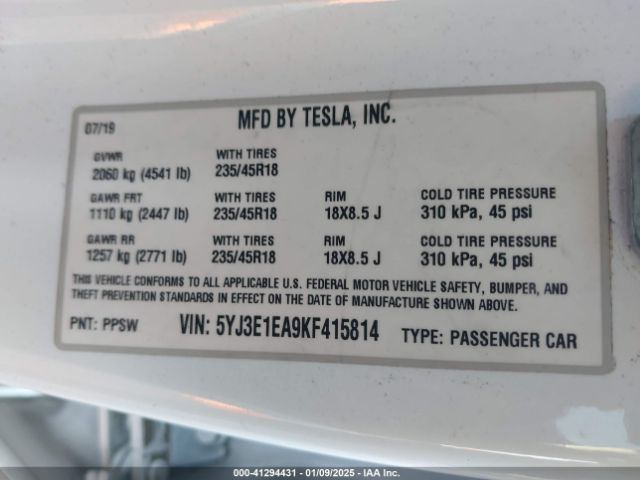 07/19 MFD BY TESLA, INC.
GVWR WITH TIRES
2060 kg (4541 lb) 235/45R18
GAWR FRT WITH TIRES RIM COLD TIRE PRESSURE
1110 kg (2447 lb) 235/45R18 18X8.5 J 310 kPa, 45 psi
GAWR RR WITH TIRES RIM COLD TIRE PRESSURE
1257 kg (2771 lb) 235/45R18 18X8.5 J 310 kPa, 45 psi
THIS VEHICLE CONFORMS TO ALL APPLICABLE U.S. FEDERAL MOTOR VEHICLE SAFETY, BUMPER, AND
THEFT PREVENTION STANDARDS IN EFFECT ON THE DATE OF MANUFACTURE SHOWN ABOVE.
PNT: PPSW VIN: 5YJ3E1EA9KF415814 TYPE: PASSENGER CAR
000-41294431 - 01/09/2025 - IAA Inc.